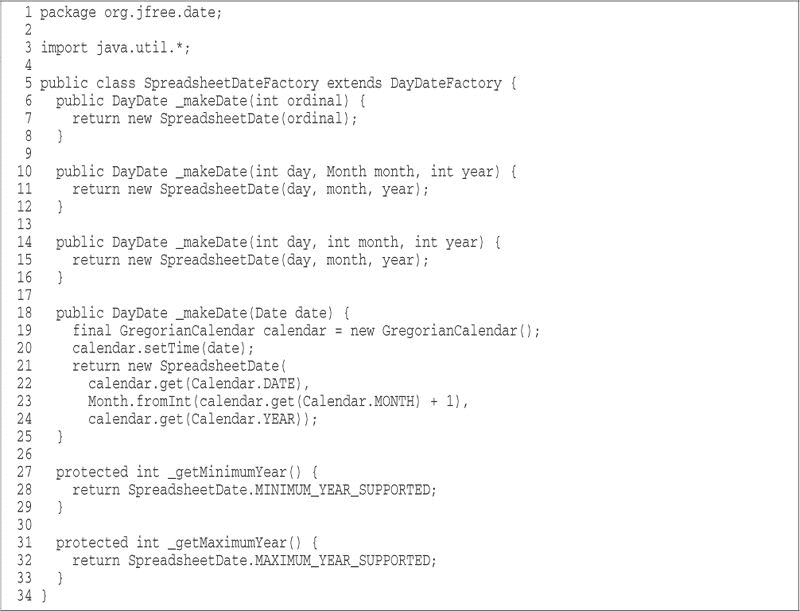 1 package org.jfree.date;
2
3 import java.util.*;
4
5 public class SpreadsheetDateFactory extends DayDateFactory {
6   public DayDate _makeDate(int ordinal) {
7     return new SpreadsheetDate(ordinal);
8   }
9
10   public DayDate _makeDate(int day, Month month, int year) {
11     return new SpreadsheetDate(day, month, year);
12   }
13
14   public DayDate _makeDate(int day, int month, int year) {
15     return new SpreadsheetDate(day, month, year);
16   }
17
18   public DayDate _makeDate(Date date) {
19     final GregorianCalendar calendar = new GregorianCalendar();
20     calendar.setTime(date);
21     return new SpreadsheetDate(
22       calendar.get(Calendar.DATE),
23       Month.fromInt(calendar.get(Calendar.MONTH) + 1),
24       calendar.get(Calendar.YEAR));
25   }
26
27   protected int _getMinimumYear() {
28     return SpreadsheetDate.MINIMUM_YEAR_SUPPORTED;
29   }
30
31   protected int _getMaximumYear() {
32     return SpreadsheetDate.MAXIMUM_YEAR_SUPPORTED;
33   }
34 }